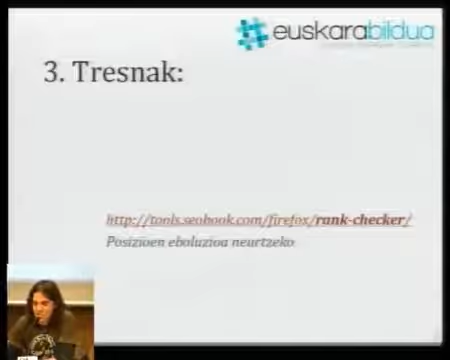 euskarabildua
3. Tresnak:
http://tools.seobook.com/firefox/rank-checker/
Posizioen eboluzioa neurtzeko